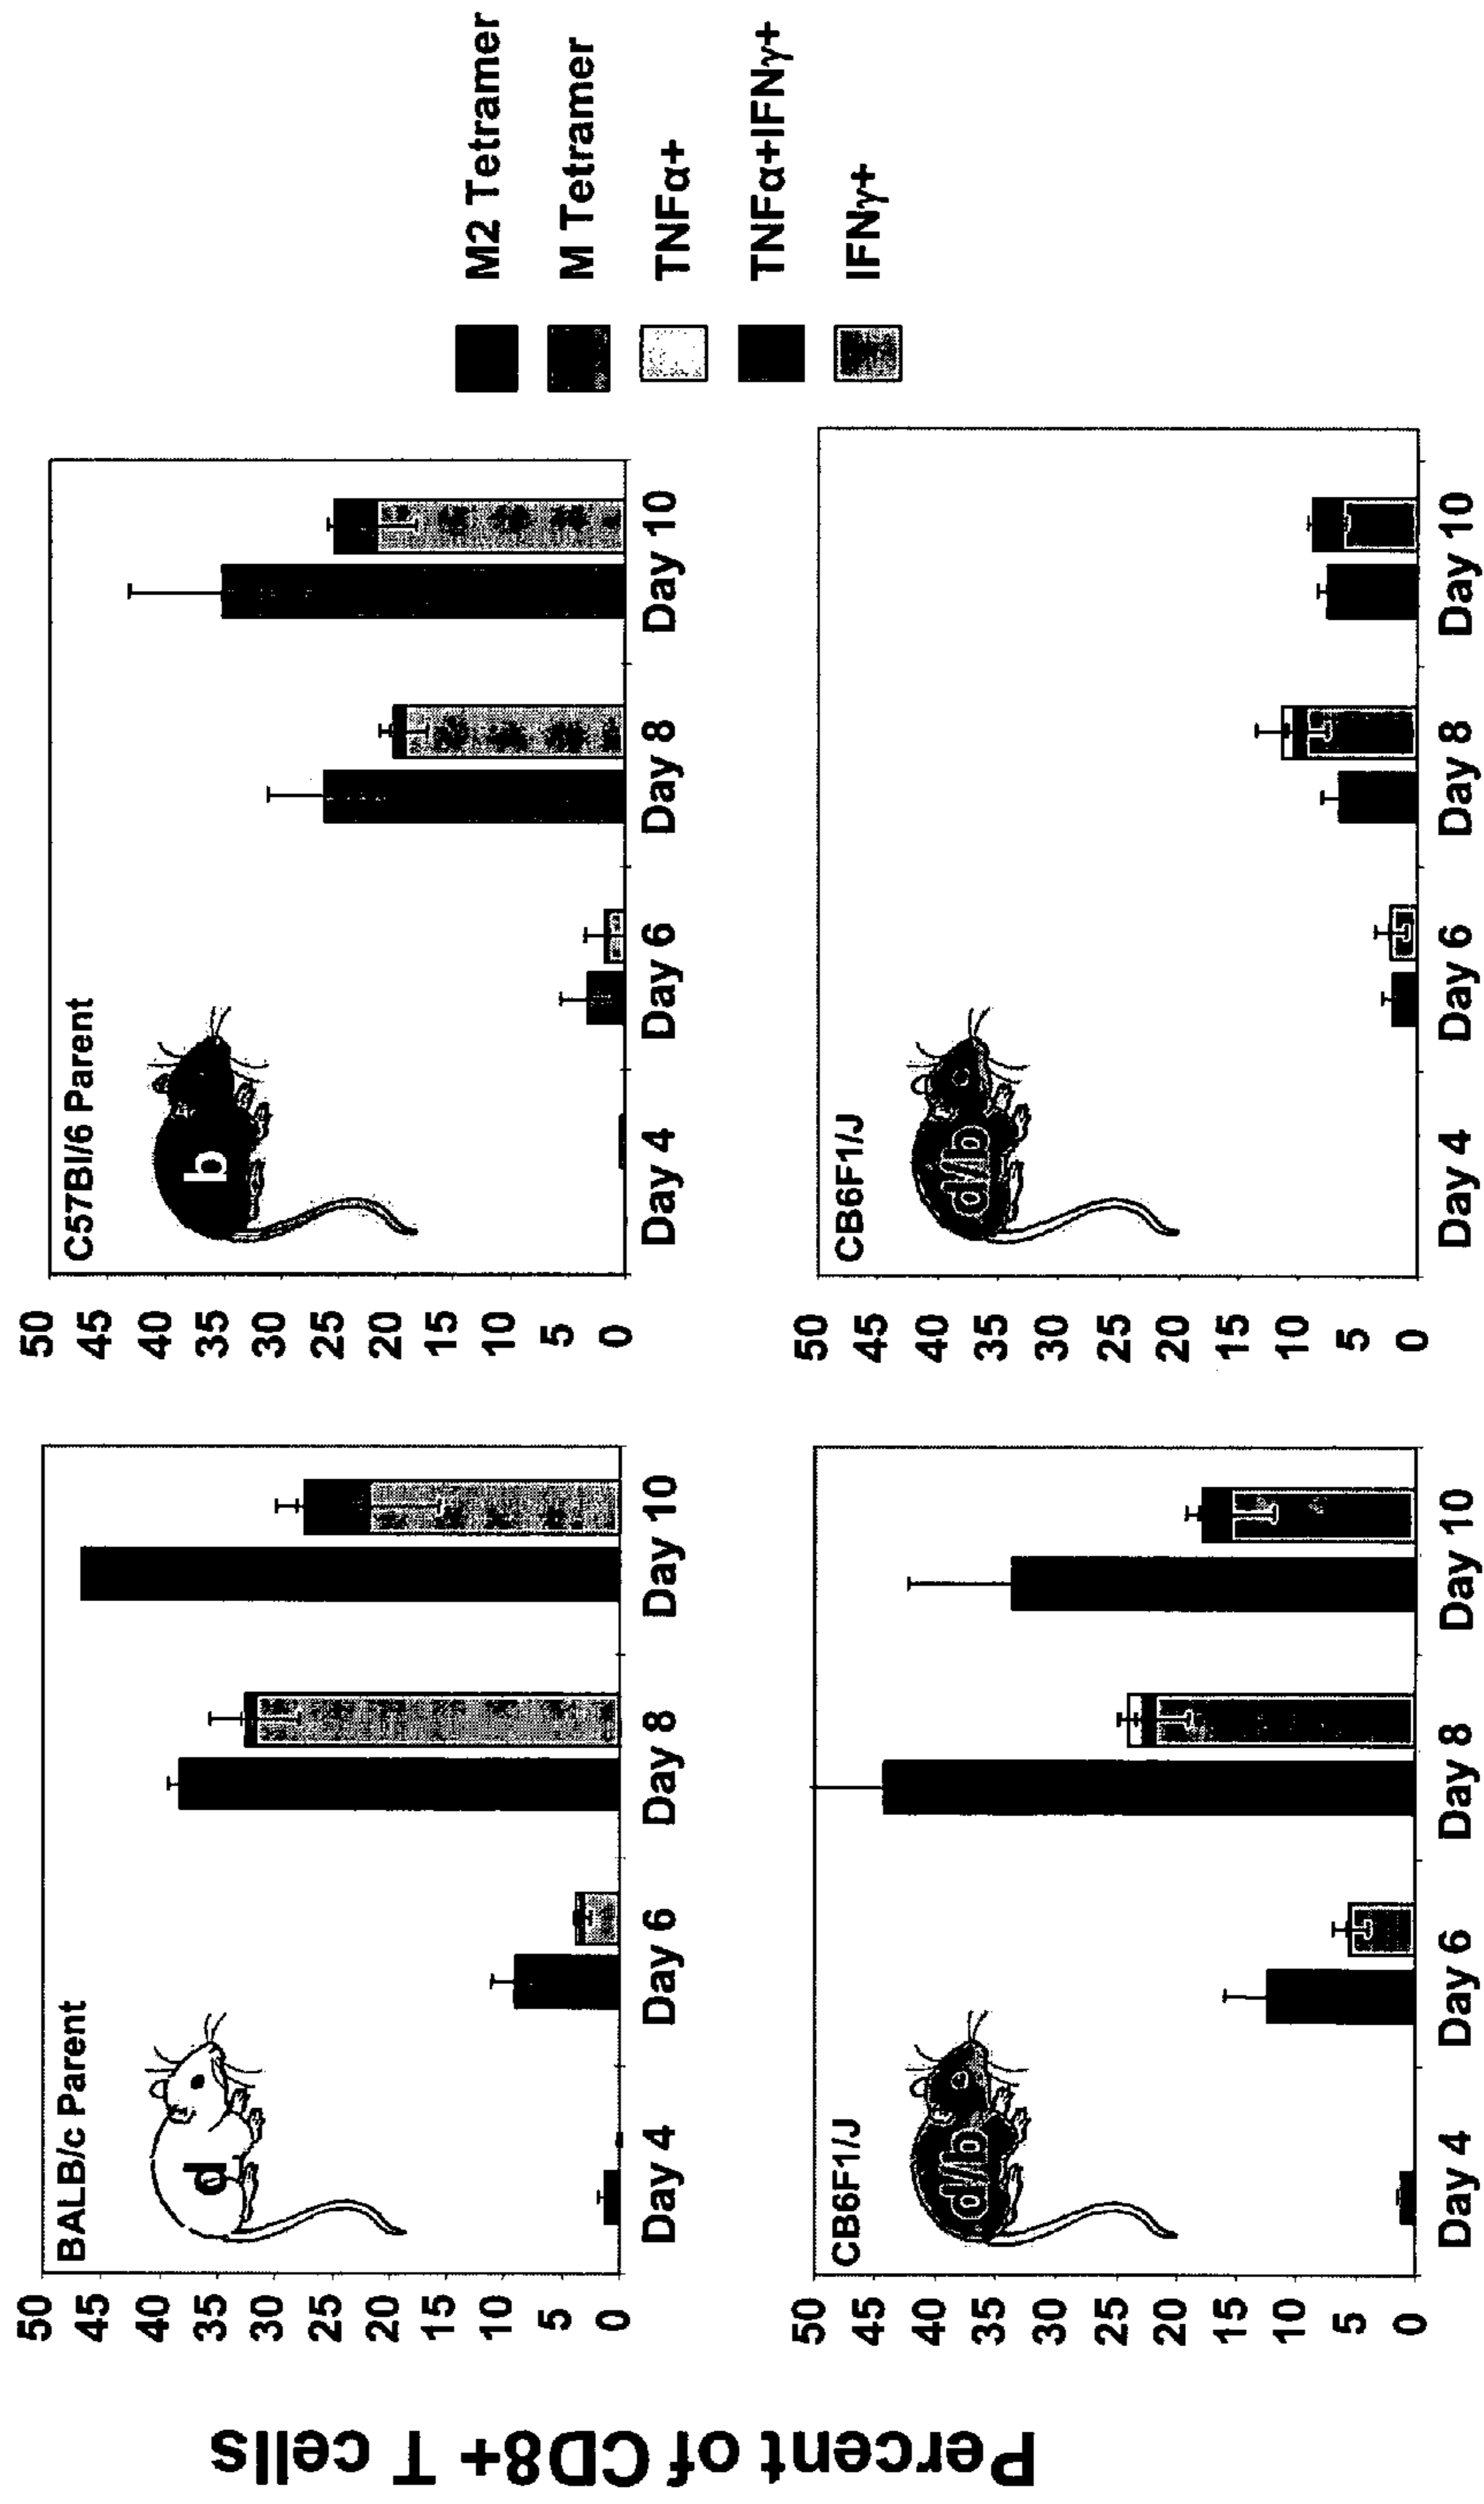 Percent of CD8+ T cells
BALB/c Parent
d
50
45
40
35
30
25
20
15
10
5
0
Day 4
Day 6
Day 8
Day 10
C57Bl/6 Parent
b
50
45
40
35
30
25
20
15
10
5
0
Day 4
Day 6
Day 8
Day 10
CB6F1/J
d/b
50
45
40
35
30
25
20
15
10
5
0
Day 4
Day 6
Day 8
Day 10
CB6F1/J
d/b
50
45
40
35
30
25
20
15
10
5
0
Day 4
Day 6
Day 8
Day 10
M2 Tetramer
M Tetramer
TNFα+
TNFα+IFNγ+
IFNγ+